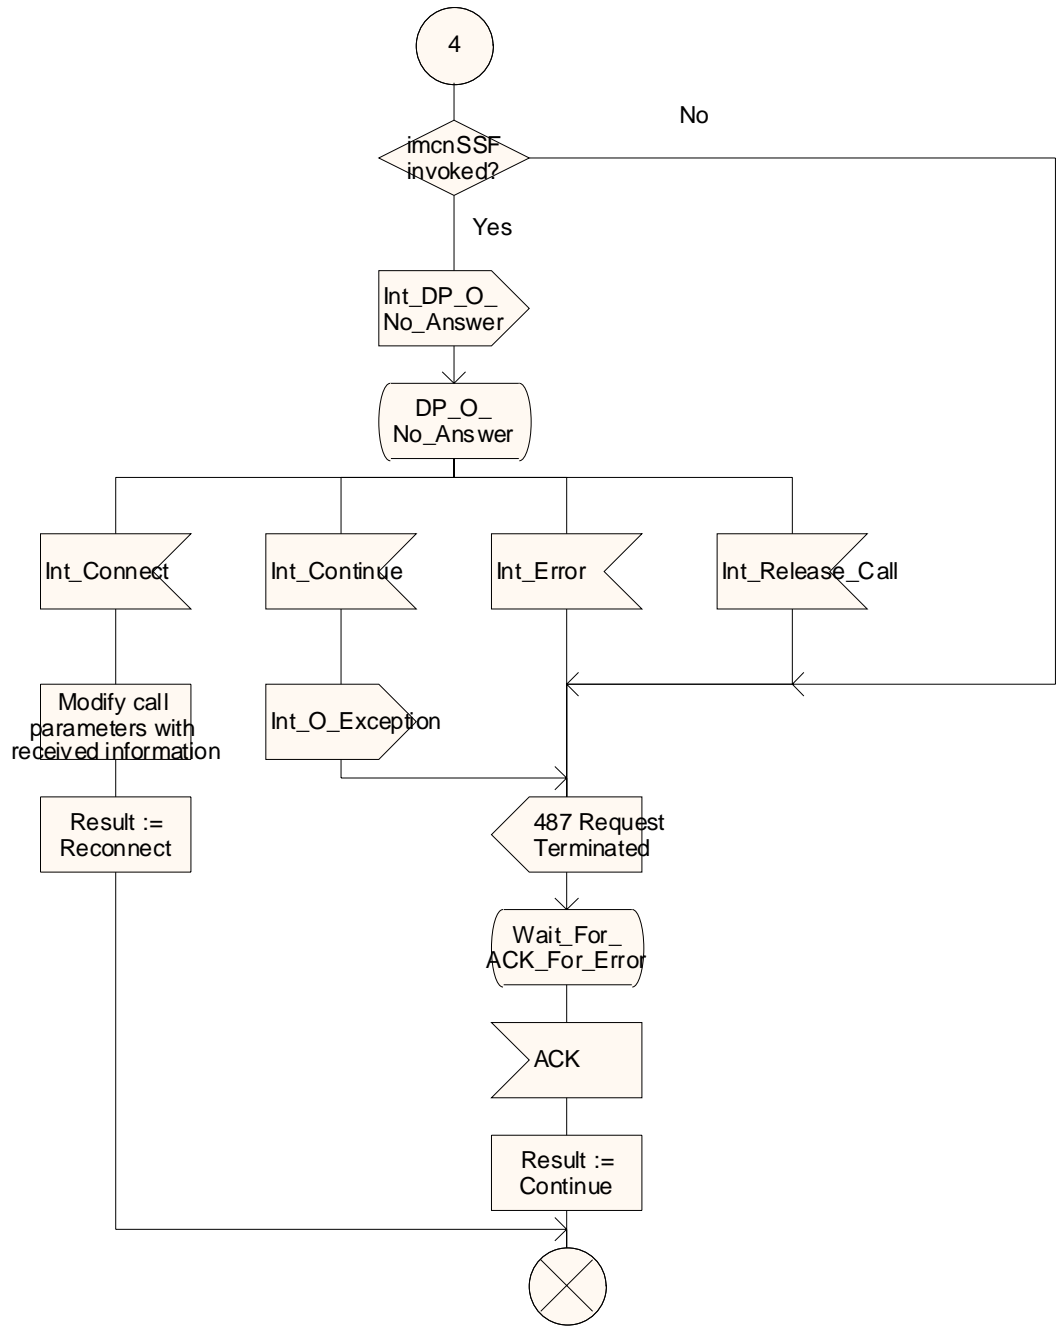 4
No
imcnSSF
invoked?
Yes
Int_DP_O_
No_Answer
DP_O_
No_Answer
Int_Connect
Int_Continue
Int_Error
Int_Release_Call
Modify call
parameters with
received information
Int_O_Exception
Result :=
Reconnect
487 Request
Terminated
Wait_For_
ACK_For_Error
ACK
Result :=
Continue